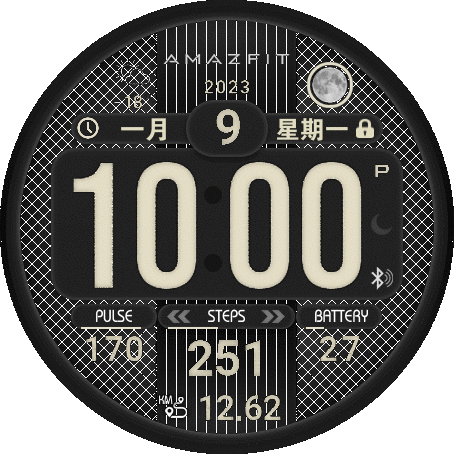 AMAZFIT
2023
-18
一月 9 星期一
10:00 P
PULSE STEPS BATTERY
170 251 27
KM 12.62